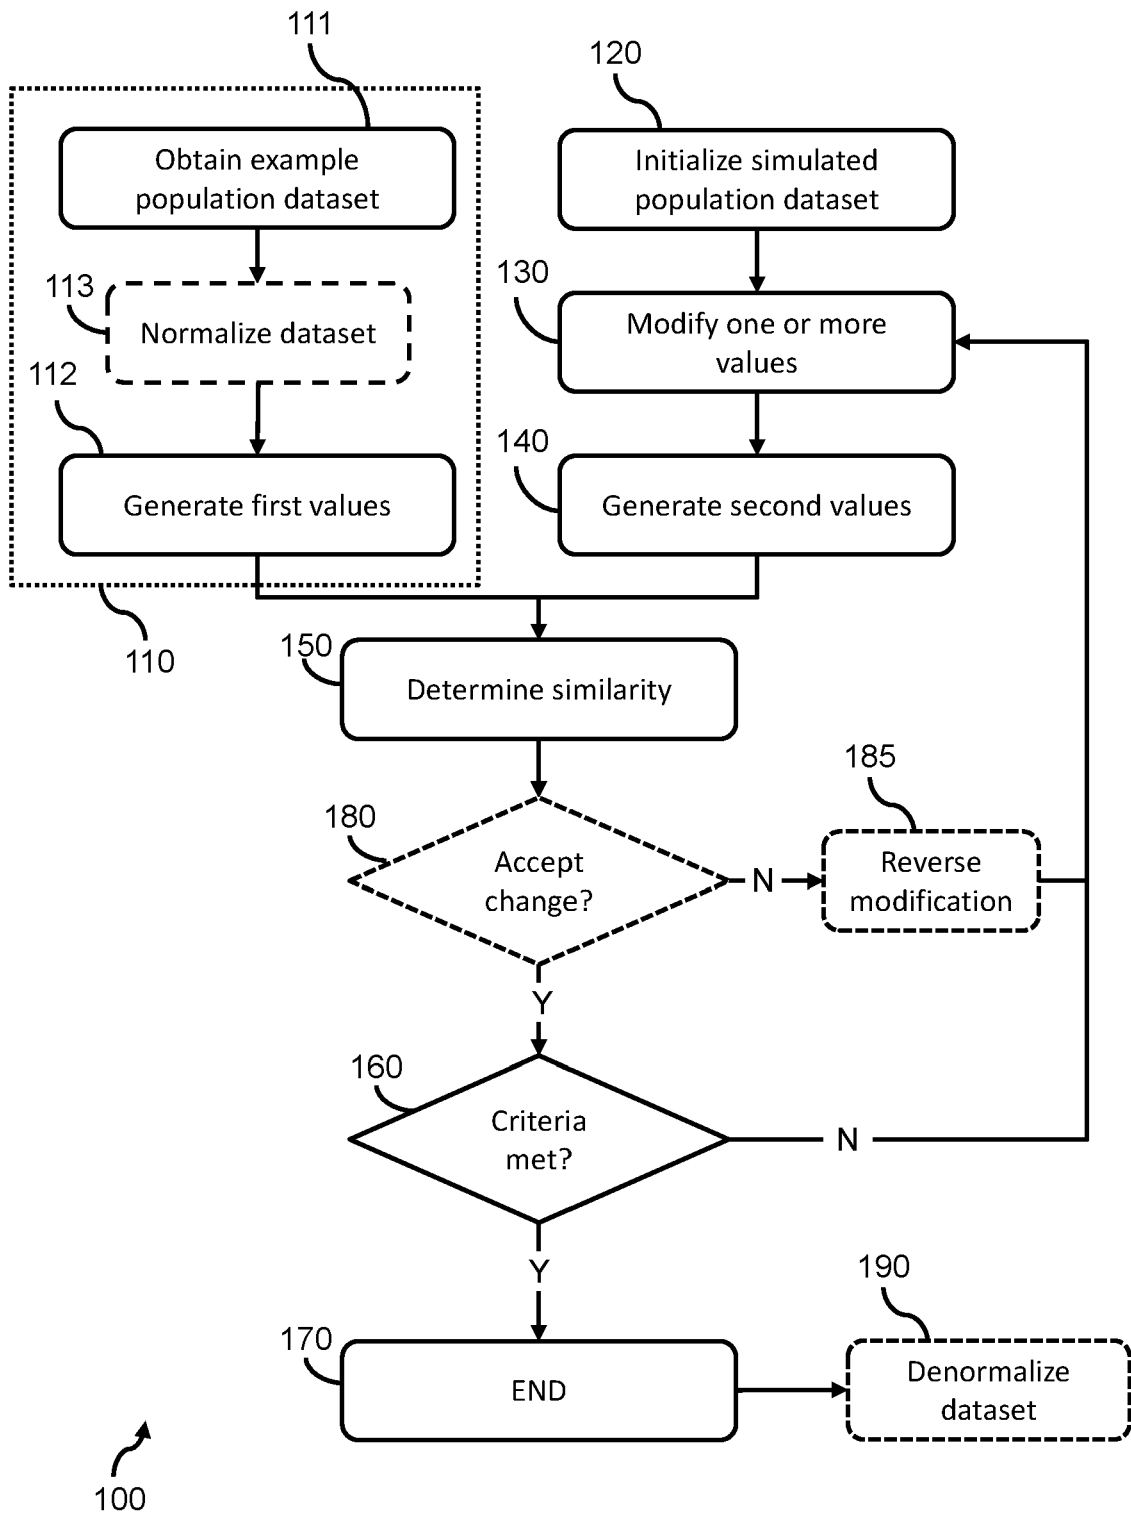 111
120
Obtain example
population dataset
Initialize simulated
population dataset
113
130
Normalize dataset
Modify one or more
values
112
140
Generate first values
Generate second values
110
150
Determine similarity
180
185
Accept
change?
N
Reverse
modification
Y
160
Criteria
met?
N
Y
170
190
END
Denormalize
dataset
100